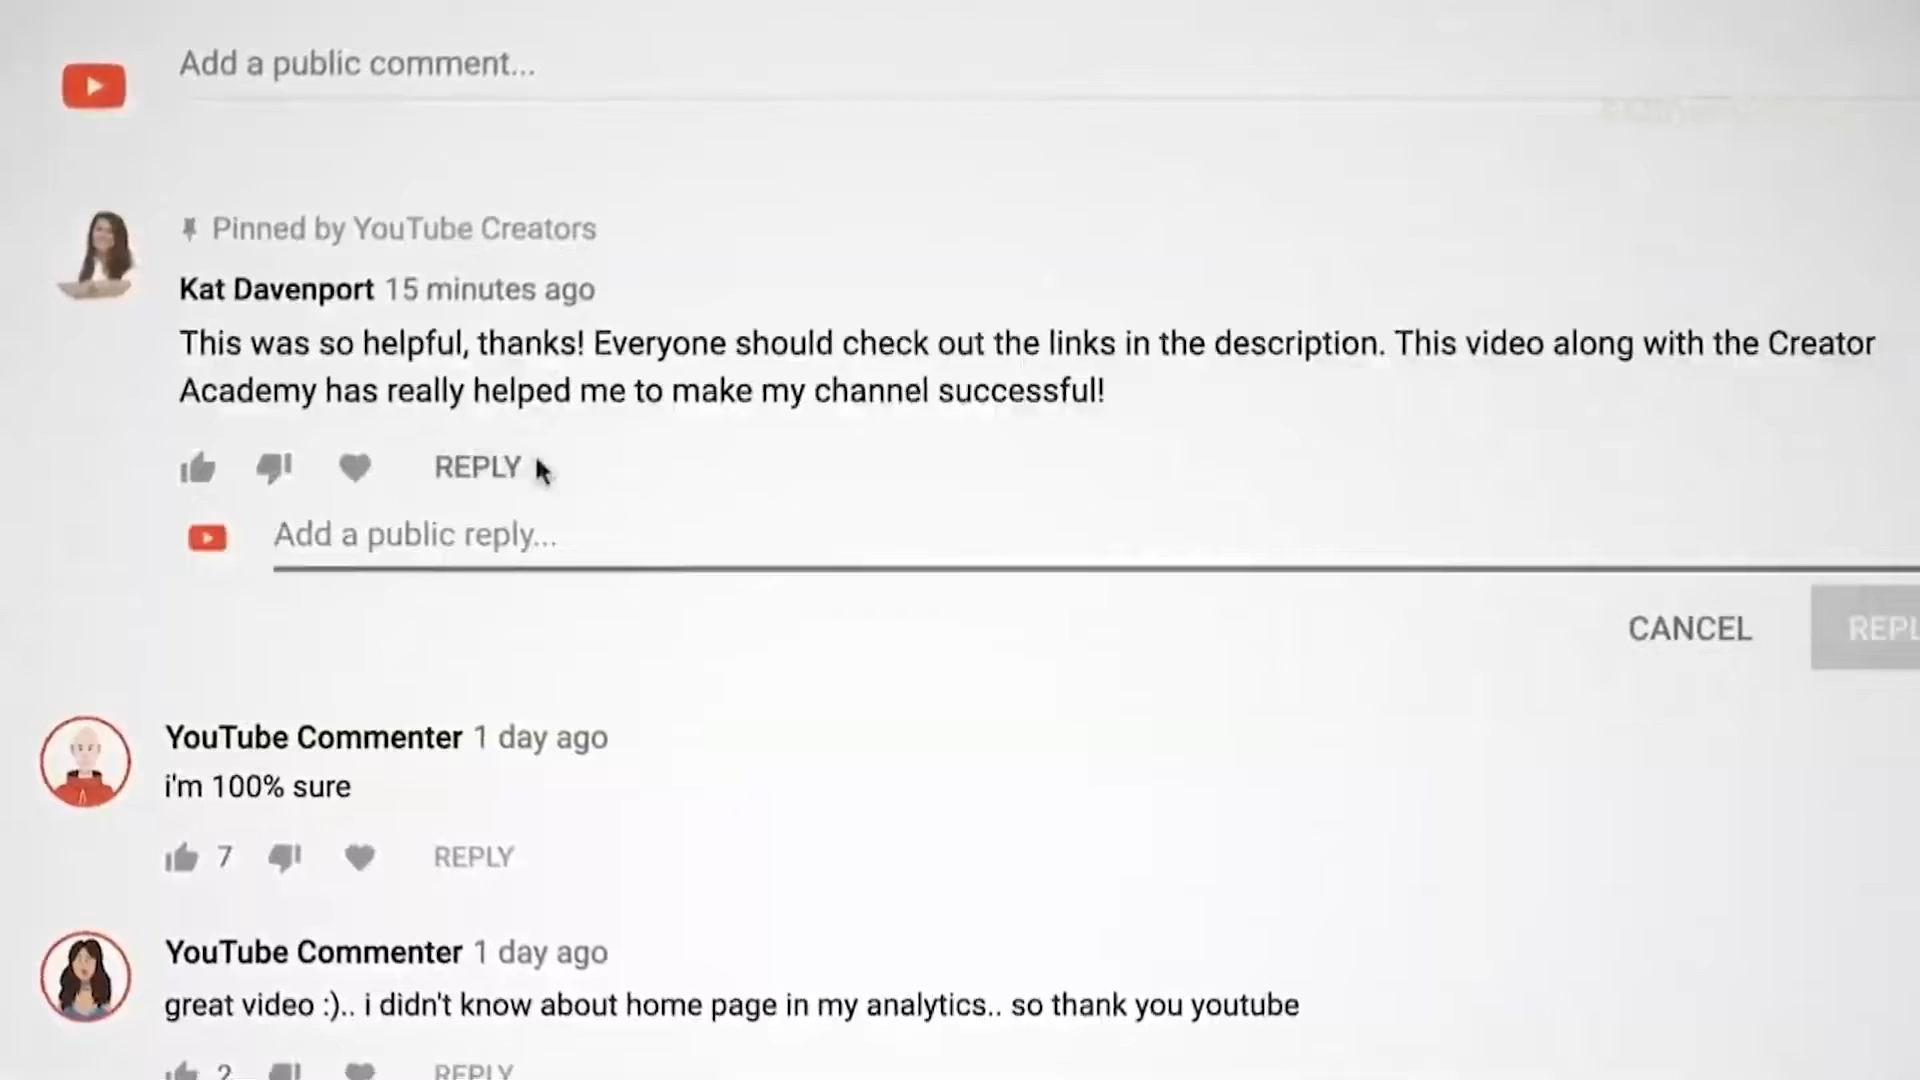 Add a public comment...
Pinned by YouTube Creators
Kat Davenport 15 minutes ago
This was so helpful, thanks! Everyone should check out the links in the description. This video along with the Creator
Academy has really helped me to make my channel successful!
REPLY
Add a public reply...
CANCEL REPL
YouTube Commenter 1 day ago
i'm 100% sure
7 REPLY
YouTube Commenter 1 day ago
great video :).. i didn't know about home page in my analytics.. so thank you youtube
2 REPLY